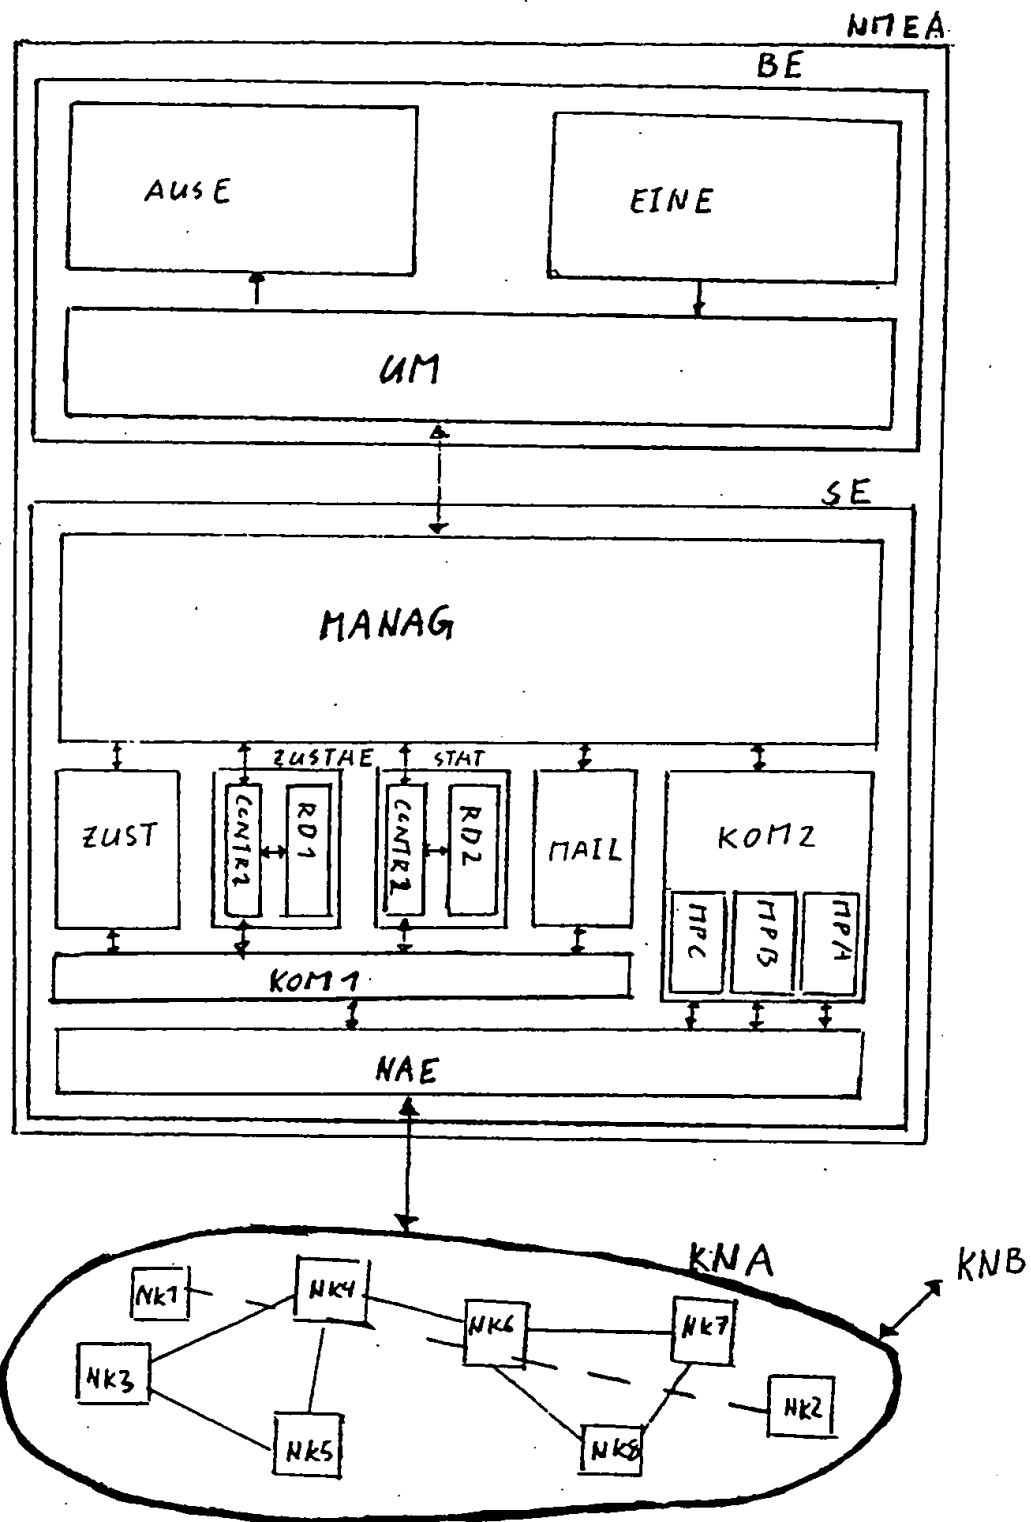 NMEA
BE
AUSE
EINE
UM
SE
MANAG
ZUSTAE
STAT
ZUST
CONTR2
RD1
CONTR2
RD2
MAIL
KOM2
MPC
MPB
MPA
KOM1
NAE
KNA
KNB
NK1
NK4
NK6
NK7
NK3
NK2
NK5
NK8